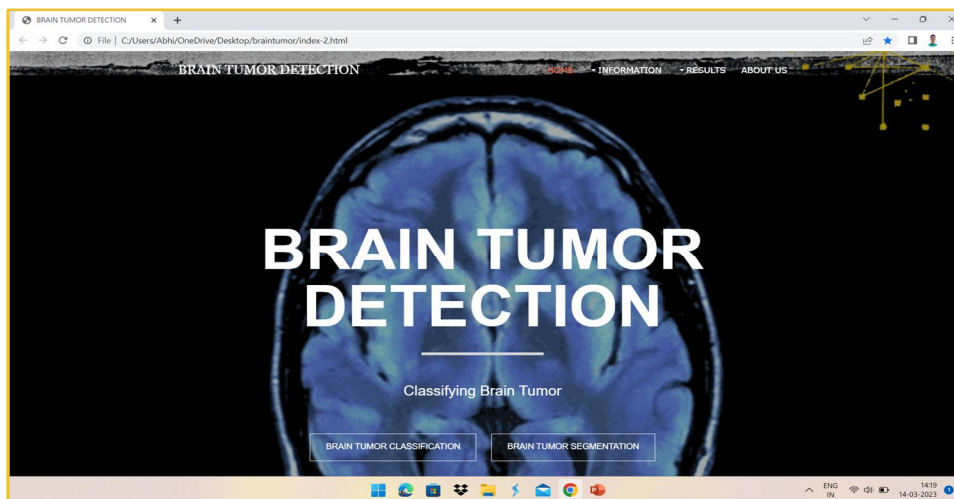 BRAIN TUMOR DETECTION
File | C:/Users/Abhi/OneDrive/Desktop/braintumor/index-2.html
BRAIN TUMOR DETECTION
HOME INFORMATION RESULTS ABOUT US
BRAIN TUMOR
DETECTION
Classifying Brain Tumor
BRAIN TUMOR CLASSIFICATION BRAIN TUMOR SEGMENTATION
ENG 14:19
IN 14-03-2023 1